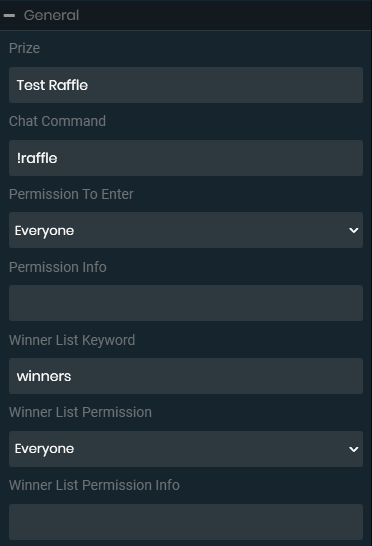 General
Prize
Test Raffle
Chat Command
!raffle
Permission To Enter
Everyone
Permission Info
Winner List Keyword
winners
Winner List Permission
Everyone
Winner List Permission Info